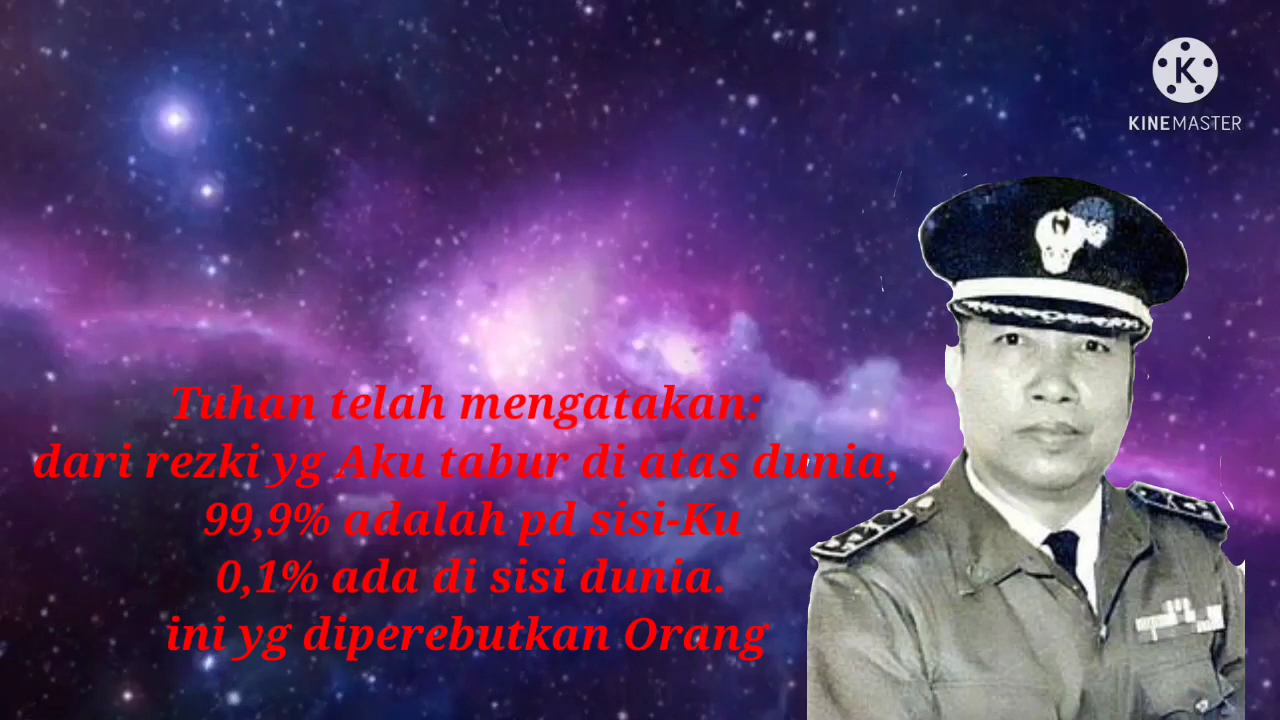 K
KINEMASTER
Tuhan telah mengatakan:
dari rezki yg Aku tabur di atas dunia,
99,9% adalah pd sisi-Ku
0,1% ada di sisi dunia.
ini yg diperebutkan Orang